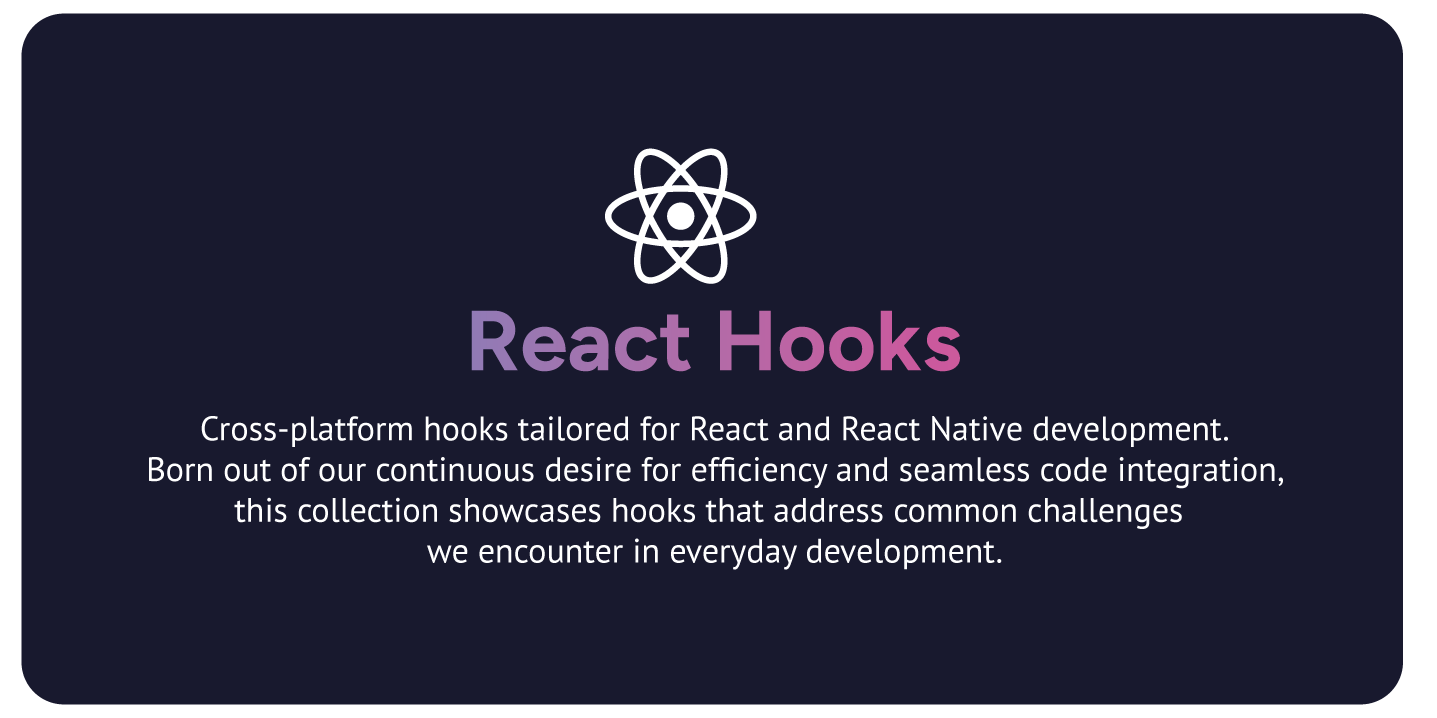 React Hooks
Cross-platform hooks tailored for React and React Native development.
Born out of our continuous desire for efficiency and seamless code integration,
this collection showcases hooks that address common challenges
we encounter in everyday development.